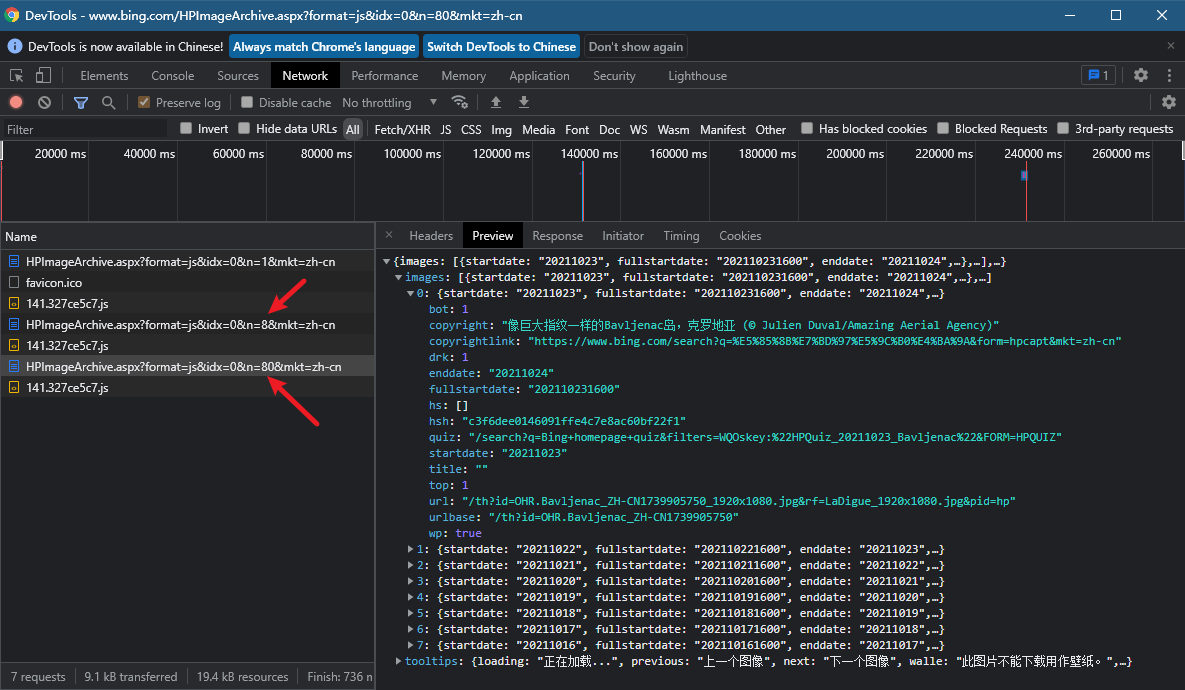 DevTools - www.bing.com/HPImageArchive.aspx?format=js&idx=0&n=80&mkt=zh-cn
DevTools is now available in Chinese! Always match Chrome's language Switch DevTools to Chinese Don't show again
Elements Console Sources Network Performance Memory Application Security Lighthouse 1
Preserve log Disable cache No throttling
Filter Invert Hide data URLs All Fetch/XHR JS CSS Img Media Font Doc WS Wasm Manifest Other Has blocked cookies Blocked Requests 3rd-party requests
20000 ms 40000 ms 60000 ms 80000 ms 100000 ms 120000 ms 140000 ms 160000 ms 180000 ms 200000 ms 220000 ms 240000 ms 260000 ms
Name
HPImageArchive.aspx?format=js&idx=0&n=1&mkt=zh-cn
favicon.ico
141.327ce5c7.js
HPImageArchive.aspx?format=js&idx=0&n=8&mkt=zh-cn
141.327ce5c7.js
HPImageArchive.aspx?format=js&idx=0&n=80&mkt=zh-cn
141.327ce5c7.js
7 requests 9.1 kB transferred 19.4 kB resources Finish: 736 m
Headers Preview Response Initiator Timing Cookies
{images: [{startdate: "20211023", fullstartdate: "202110231600", enddate: "20211024",…},…],…}
images: [{startdate: "20211023", fullstartdate: "202110231600", enddate: "20211024",…},…]
0: {startdate: "20211023", fullstartdate: "202110231600", enddate: "20211024",…}
bot: 1
copyright: "像巨大指纹一样的Bavljenac岛，克罗地亚 (© Julien Duval/Amazing Aerial Agency)"
copyrightlink: "https://www.bing.com/search?q=%E5%85%8B%E7%BD%97%E5%9C%B0%E4%BA%9A&form=hpcapt&mkt=zh-cn"
drk: 1
enddate: "20211024"
fullstartdate: "202110231600"
hs: []
hsh: "c3f6dee0146091ffe4c7e8ac60bf22f1"
quiz: "/search?q=Bing+homepage+quiz&filters=WQOskey:%22HPQuiz_20211023_Bavljenac%22&FORM=HPQUIZ"
startdate: "20211023"
title: ""
top: 1
url: "/th?id=OHR.Bavljenac_ZH-CN1739905750_1920x1080.jpg&rf=LaDigue_1920x1080.jpg&pid=hp"
urlbase: "/th?id=OHR.Bavljenac_ZH-CN1739905750"
wp: true
1: {startdate: "20211022", fullstartdate: "202110221600", enddate: "20211023",…}
2: {startdate: "20211021", fullstartdate: "202110211600", enddate: "20211022",…}
3: {startdate: "20211020", fullstartdate: "202110201600", enddate: "20211021",…}
4: {startdate: "20211019", fullstartdate: "202110191600", enddate: "20211020",…}
5: {startdate: "20211018", fullstartdate: "202110181600", enddate: "20211019",…}
6: {startdate: "20211017", fullstartdate: "202110171600", enddate: "20211018",…}
7: {startdate: "20211016", fullstartdate: "202110161600", enddate: "20211017",…}
tooltips: {loading: "正在加载...", previous: "上一个图像", next: "下一个图像", walle: "此图片不能下载用作壁纸。",…}